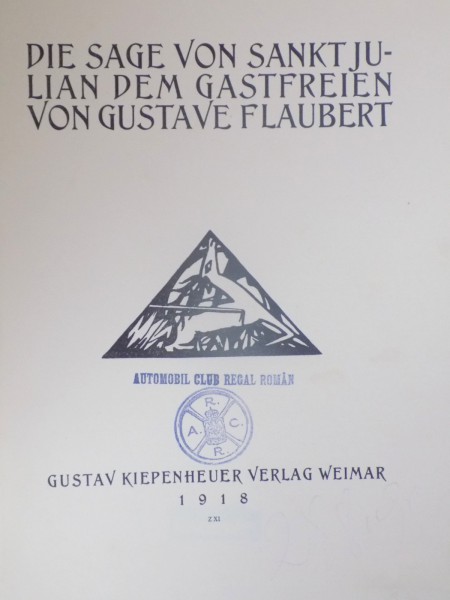 DIE SAGE VON SANKT JU-
LIAN DEM GASTFREIEN
VON GUSTAVE FLAUBERT
AUTOMOBIL CLUB REGAL ROMÂN
R.
A. C.
R.
GUSTAV KIEPENHEUER VERLAG WEIMAR
1918
Z XI